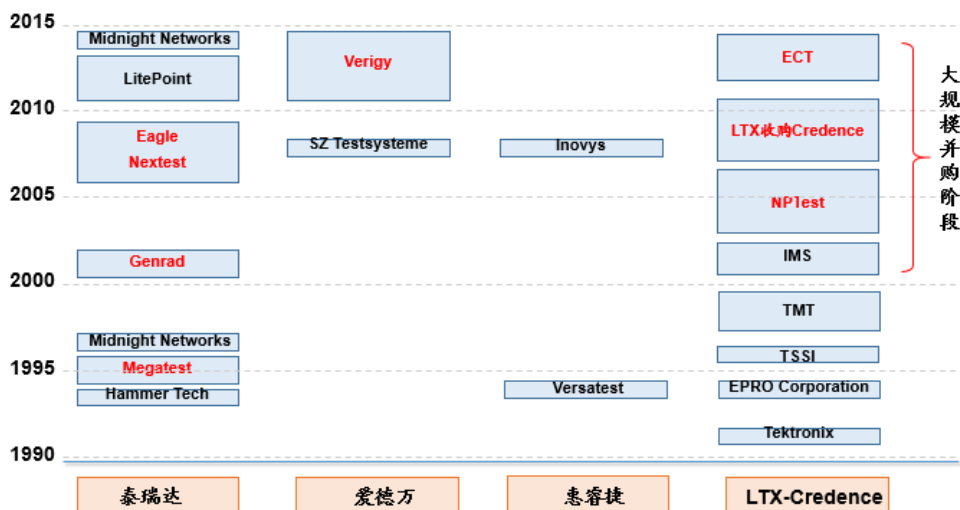 2015
Midnight Networks
LitePoint
Verigy
ECT
2010
Eagle
Nextest
SZ Testsysteme
Inovys
LTX收购Credence
2005
NPTest
Genrad
IMS
2000
TMT
Midnight Networks
1995
Megatest
TSSI
Hammer Tech
Versatest
EPRO Corporation
Tektronix
1990
大规模并购阶段
泰瑞达
爱德万
惠睿捷
LTX-Credence